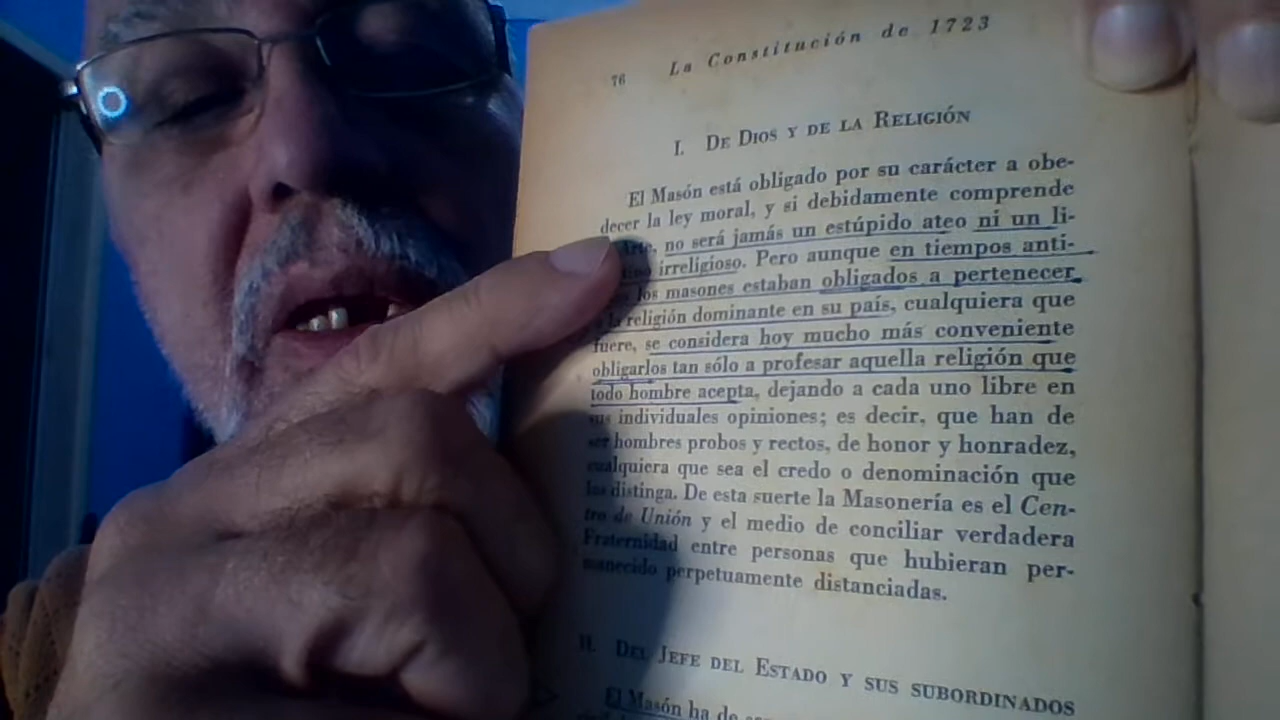 76 La Constitución de 1723
I. De Dios y de la Religión
El Masón está obligado por su carácter a obe-
decer la ley moral, y si debidamente comprende
no será jamás un estúpido ateo ni un li-
irreligioso. Pero aunque en tiempos anti-
los masones estaban obligados a pertenecer
religión dominante en su país, cualquiera que
fuere, se considera hoy mucho más conveniente
obligarlos tan sólo a profesar aquella religión que
todo hombre acepta, dejando a cada uno libre en
sus individuales opiniones; es decir, que han de
ser hombres probos y rectos, de honor y honradez,
cualquiera que sea el credo o denominación que
los distinga. De esta suerte la Masonería es el Cen-
tro de Unión y el medio de conciliar verdadera
Fraternidad entre personas que hubieran per-
manecido perpetuamente distanciadas.
II. Del Jefe del Estado y sus subordinados
El Masón ha de